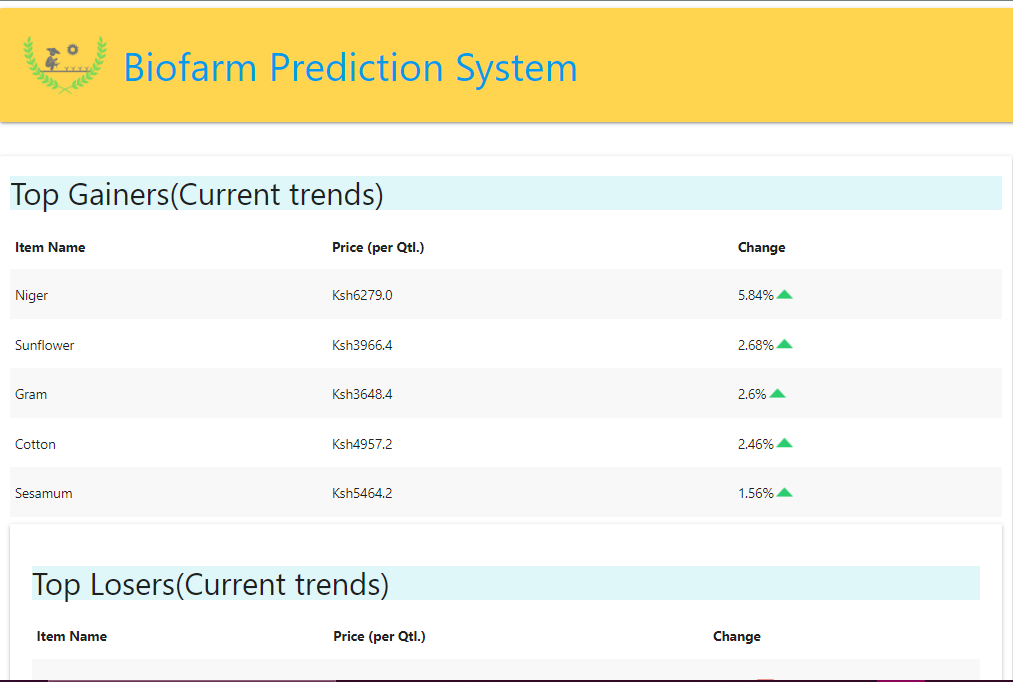 Biofarm Prediction System
Top Gainers(Current trends)
Item Name Price (per Qtl.) Change
Niger Ksh6279.0 5.84%
Sunflower Ksh3966.4 2.68%
Gram Ksh3648.4 2.6%
Cotton Ksh4957.2 2.46%
Sesamum Ksh5464.2 1.56%
Top Losers(Current trends)
Item Name Price (per Qtl.) Change